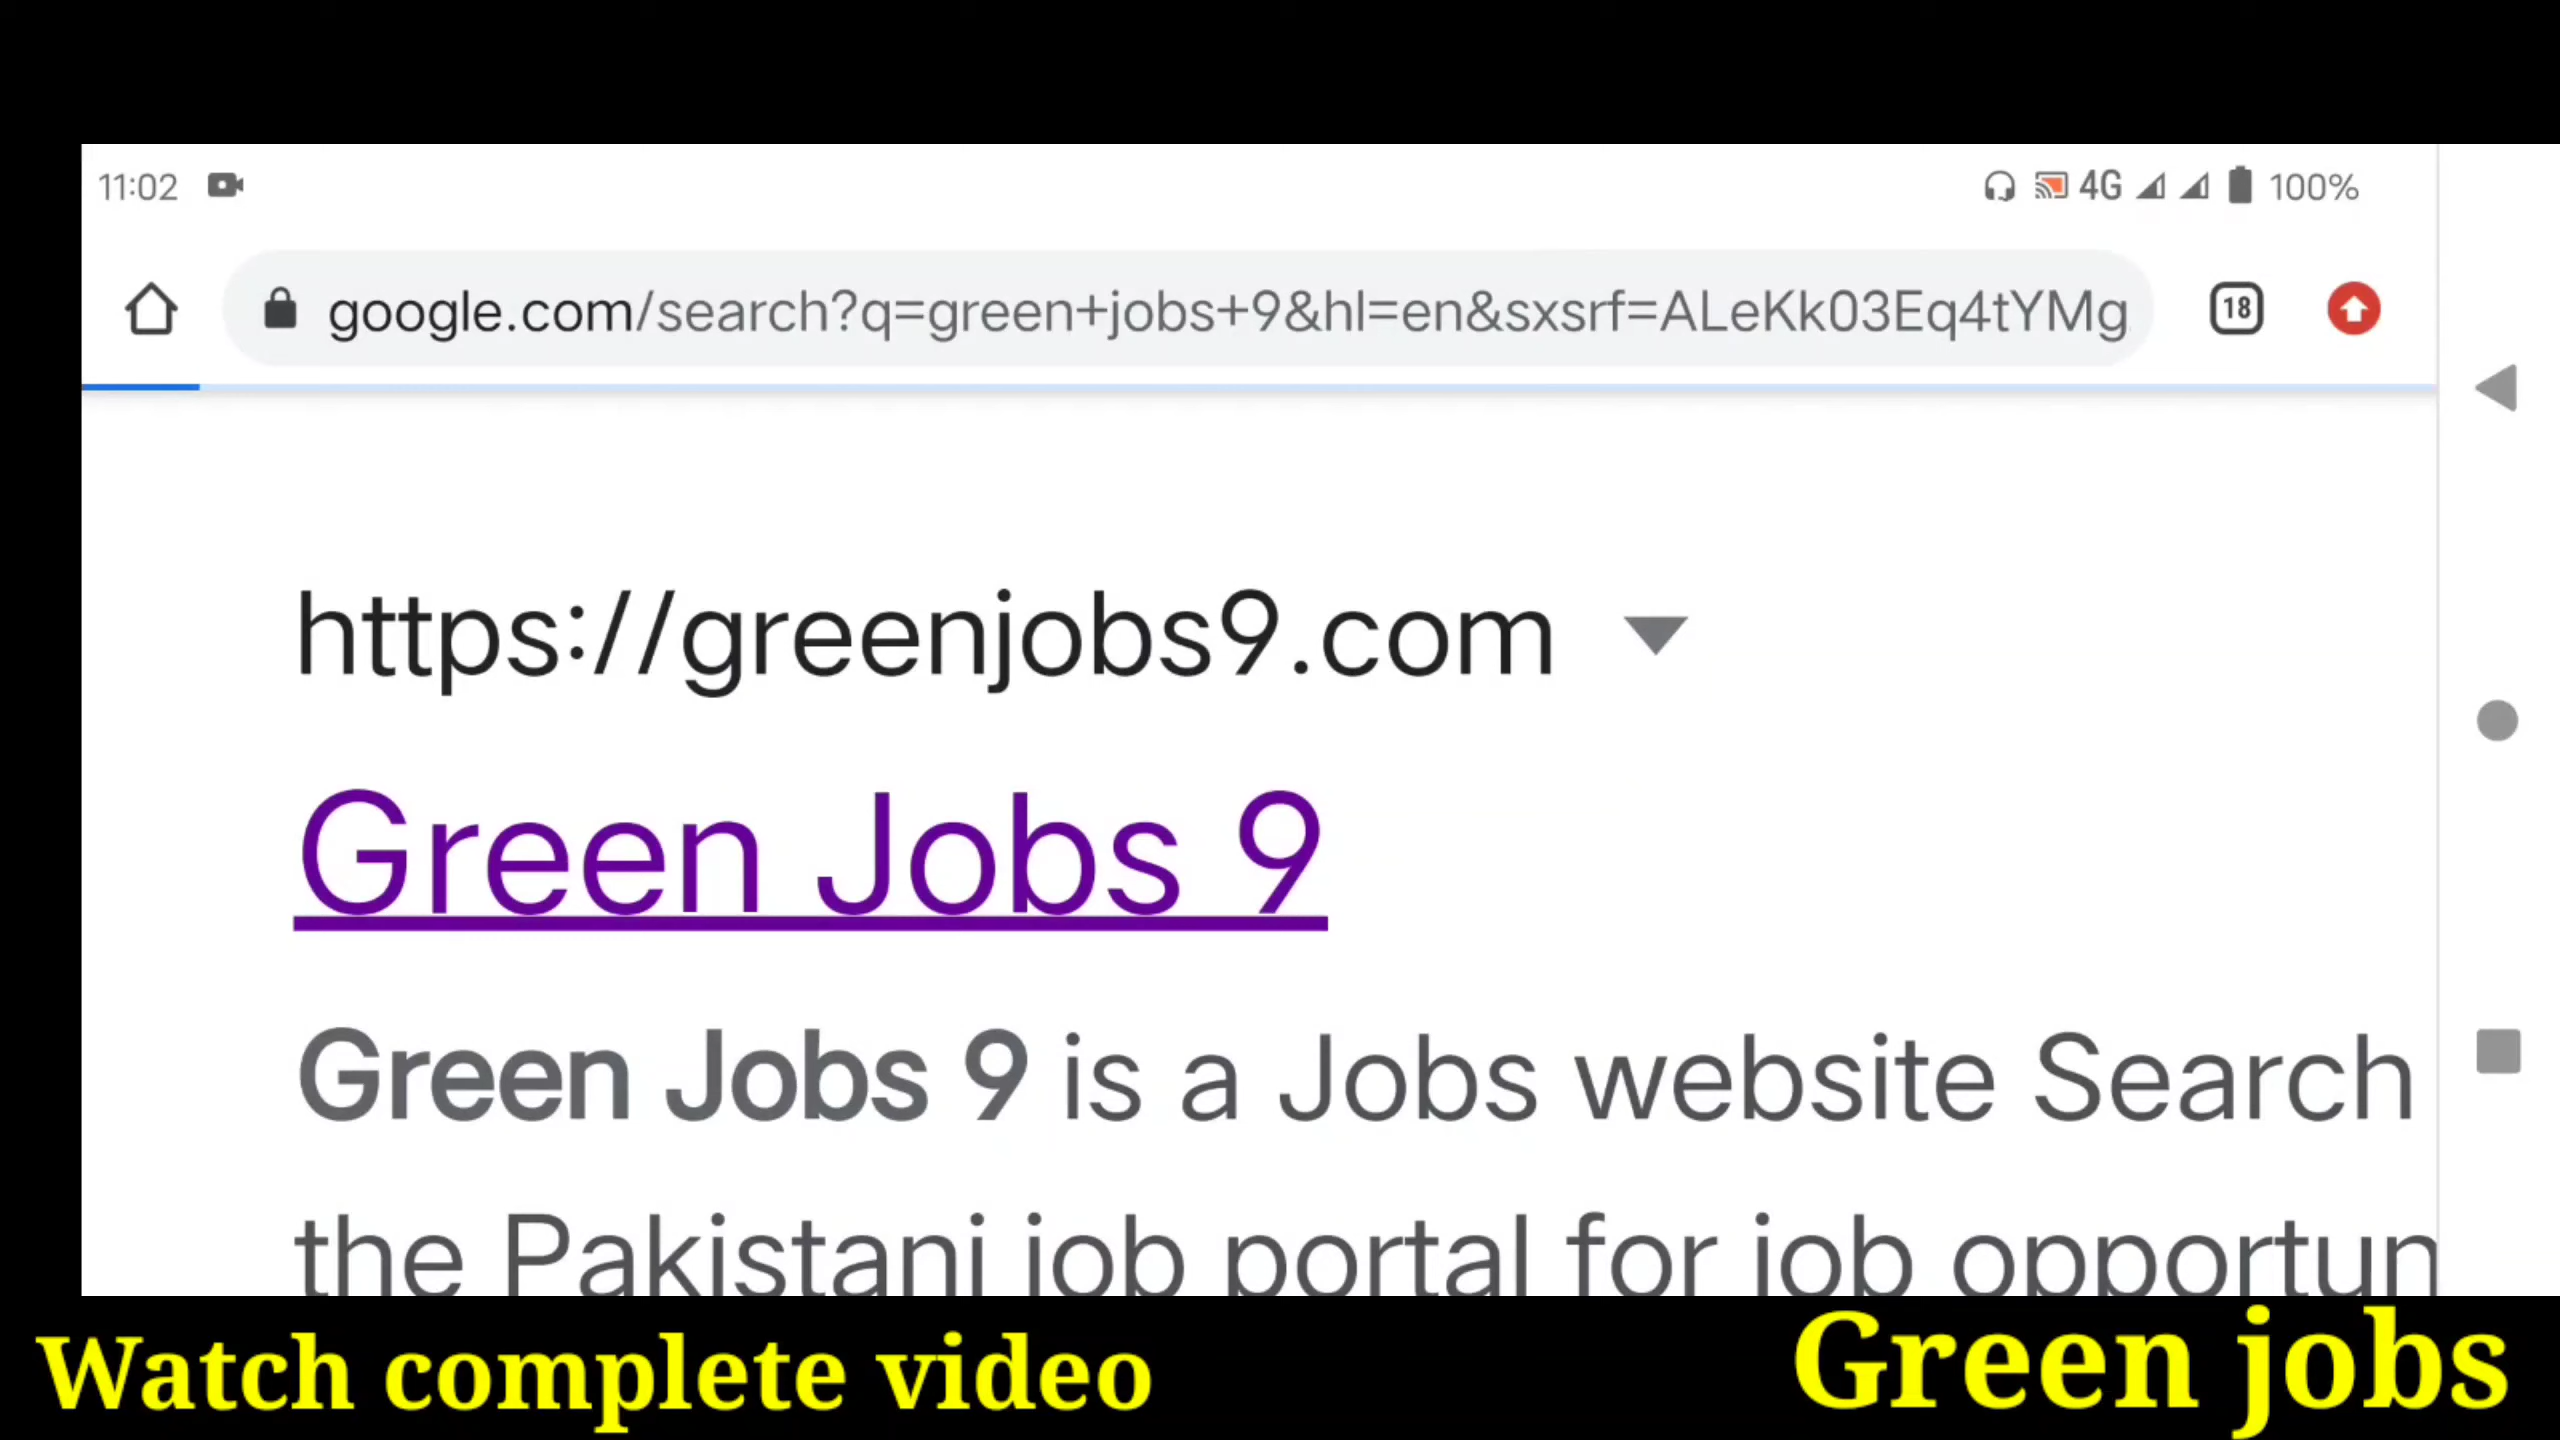 11:02 4G 100%
google.com/search?q=green+jobs+9&hl=en&sxsrf=ALeKk03Eq4tYMg 18
https://greenjobs9.com
Green Jobs 9
Green Jobs 9 is a Jobs website Search
the Pakistani job portal for job opportun
Watch complete video
Green jobs